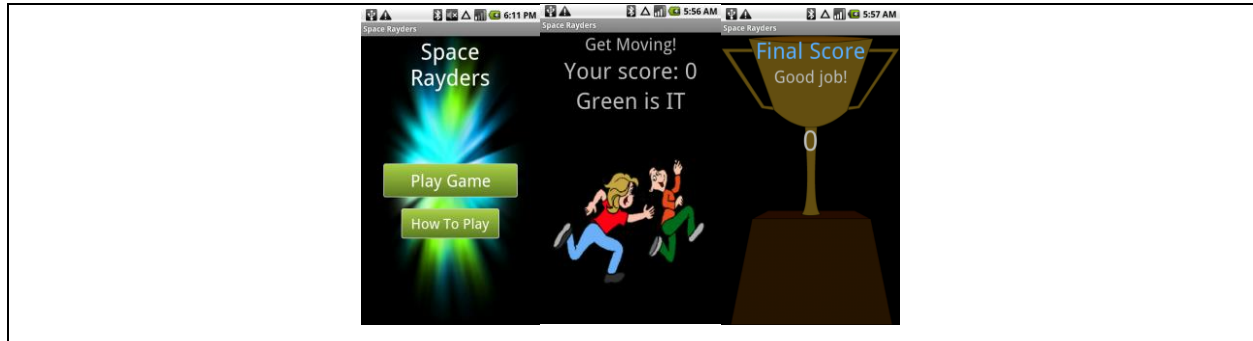 6:11 PM
Space Rayders
Space
Rayders
Play Game
How To Play
5:56 AM
Space Rayders
Get Moving!
Your score: 0
Green is IT
5:57 AM
Space Rayders
Final Score
Good job!
0